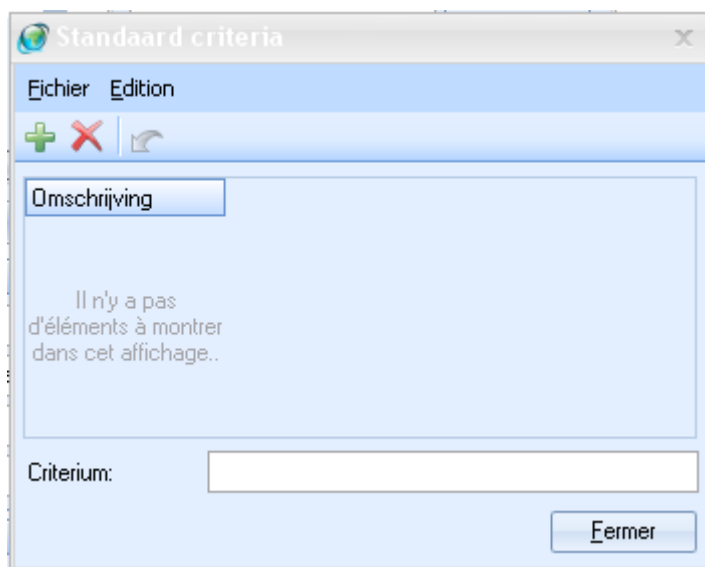 Standaard criteria
Fichier Edition
Omschrijving
Il n'y a pas
d'éléments à montrer
dans cet affichage..
Criterium:
Fermer